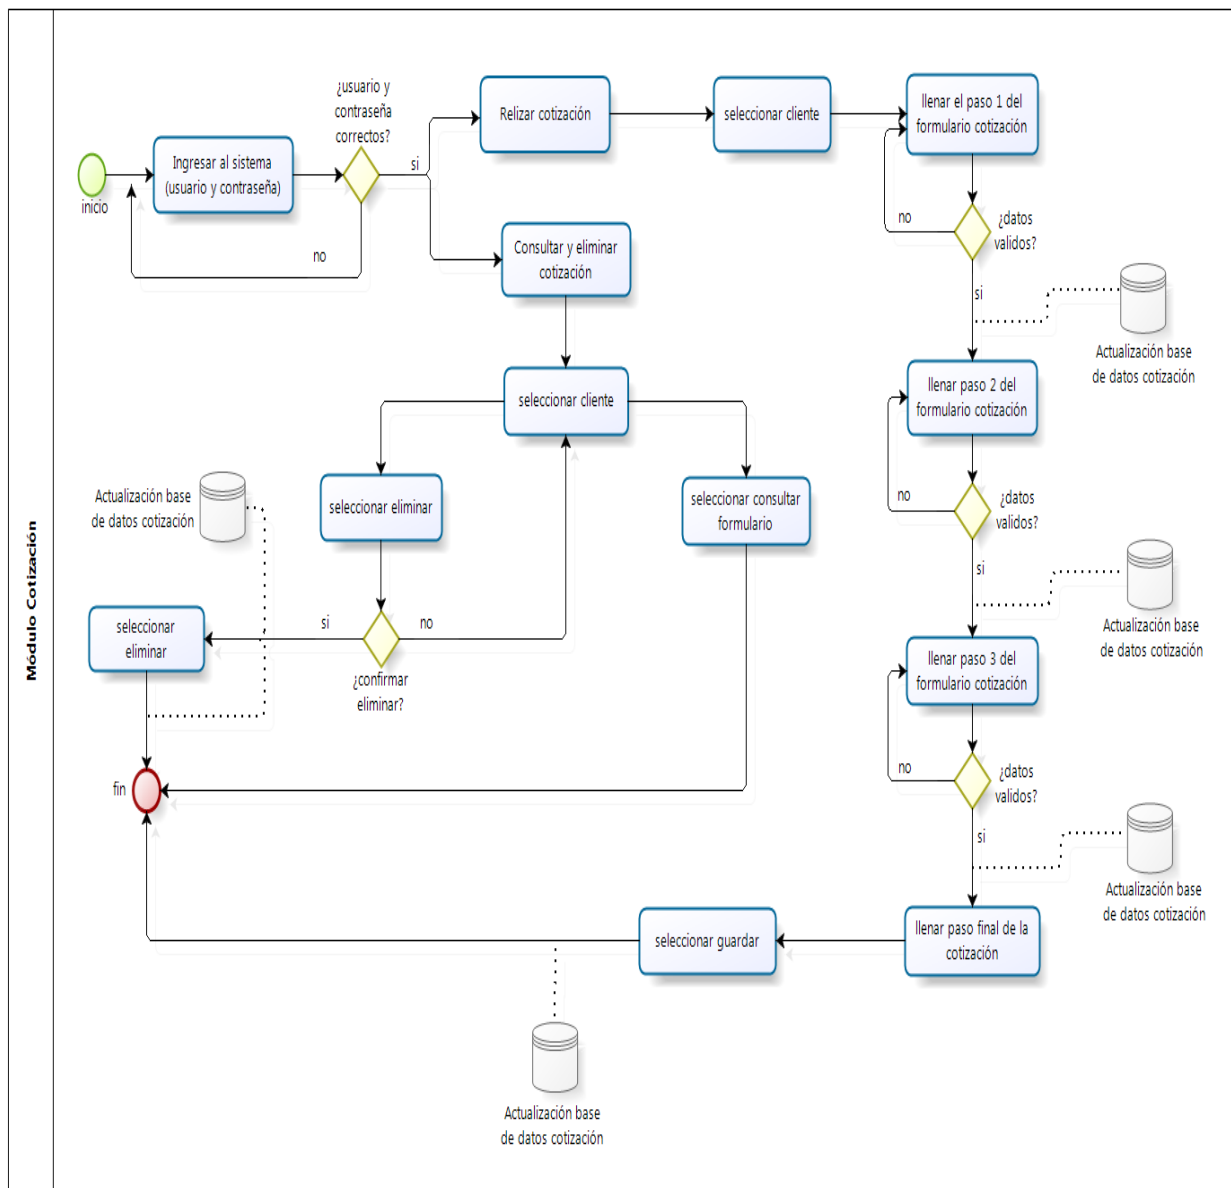 Módulo Cotización
inicio
Ingresar al sistema
(usuario y contraseña)
¿usuario y
contraseña
correctos?
si
no
Relizar cotización
seleccionar cliente
llenar el paso 1 del
formulario cotización
no
¿datos
validos?
si
Actualización base
de datos cotización
Consultar y eliminar
cotización
seleccionar cliente
llenar paso 2 del
formulario cotización
no
¿datos
validos?
si
Actualización base
de datos cotización
Actualización base
de datos cotización
seleccionar eliminar
seleccionar consultar
formulario
seleccionar
eliminar
si
no
¿confirmar
eliminar?
llenar paso 3 del
formulario cotización
no
¿datos
validos?
si
Actualización base
de datos cotización
fin
seleccionar guardar
llenar paso final de la
cotización
Actualización base
de datos cotización